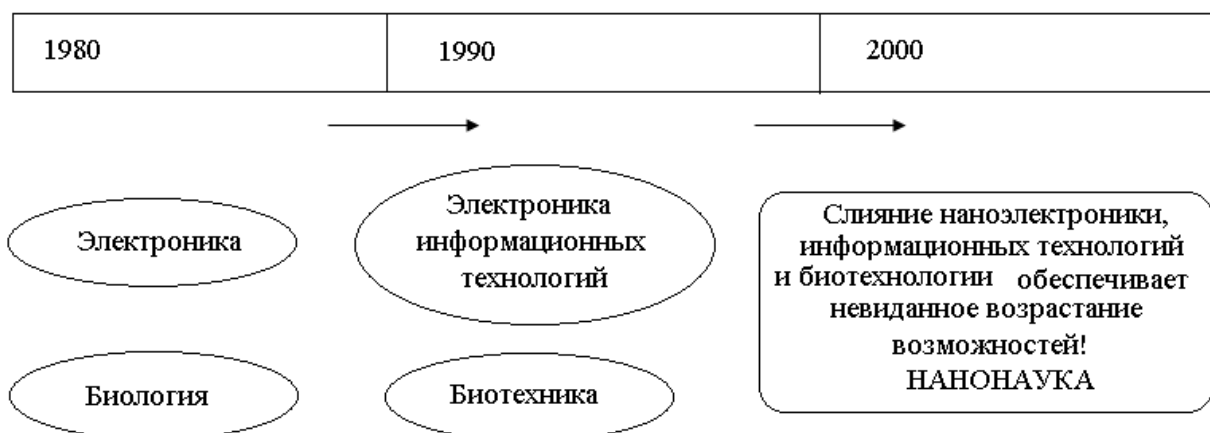 1980
1990
2000
Электроника
Биология
Электроника
информационных
технологий
Биотехника
Слияние наноэлектроники,
информационных технологий
и биотехнологии обеспечивает
невиданное возрастание
возможностей!
НАНОНАУКА